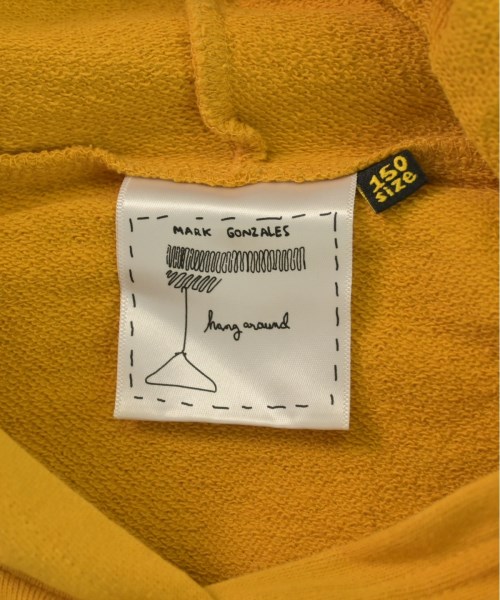 150
size
MARK GONZALES
hang around